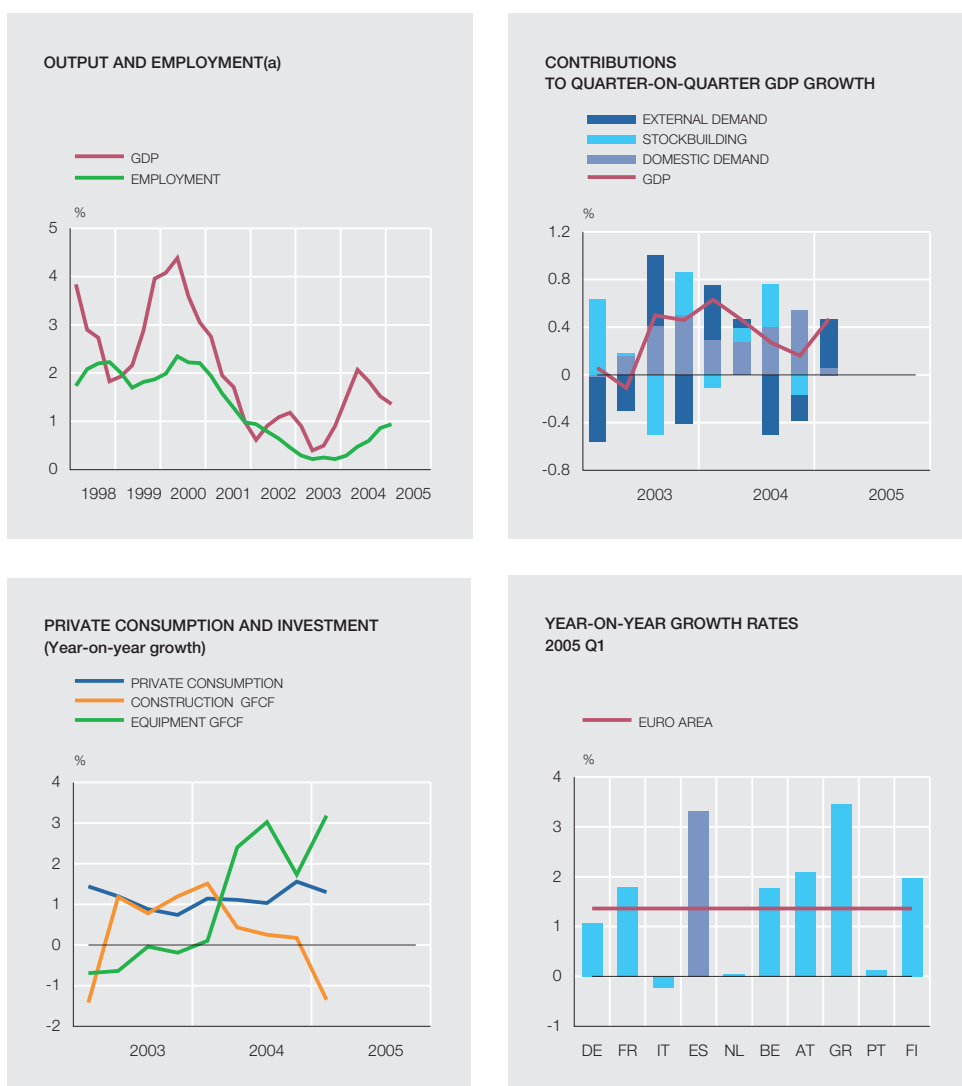 OUTPUT AND EMPLOYMENT(a)
GDP
EMPLOYMENT
%
5
4
3
2
1
0
1998 1999 2000 2001 2002 2003 2004 2005
CONTRIBUTIONS
TO QUARTER-ON-QUARTER GDP GROWTH
EXTERNAL DEMAND
STOCKBUILDING
DOMESTIC DEMAND
GDP
%
1.2
0.8
0.4
0
-0.4
-0.8
2003 2004 2005
PRIVATE CONSUMPTION AND INVESTMENT
(Year-on-year growth)
PRIVATE CONSUMPTION
CONSTRUCTION GFCF
EQUIPMENT GFCF
%
4
3
2
1
0
-1
-2
2003 2004 2005
YEAR-ON-YEAR GROWTH RATES
2005 Q1
EURO AREA
%
4
3
2
1
0
-1
DE FR IT ES NL BE AT GR PT FI